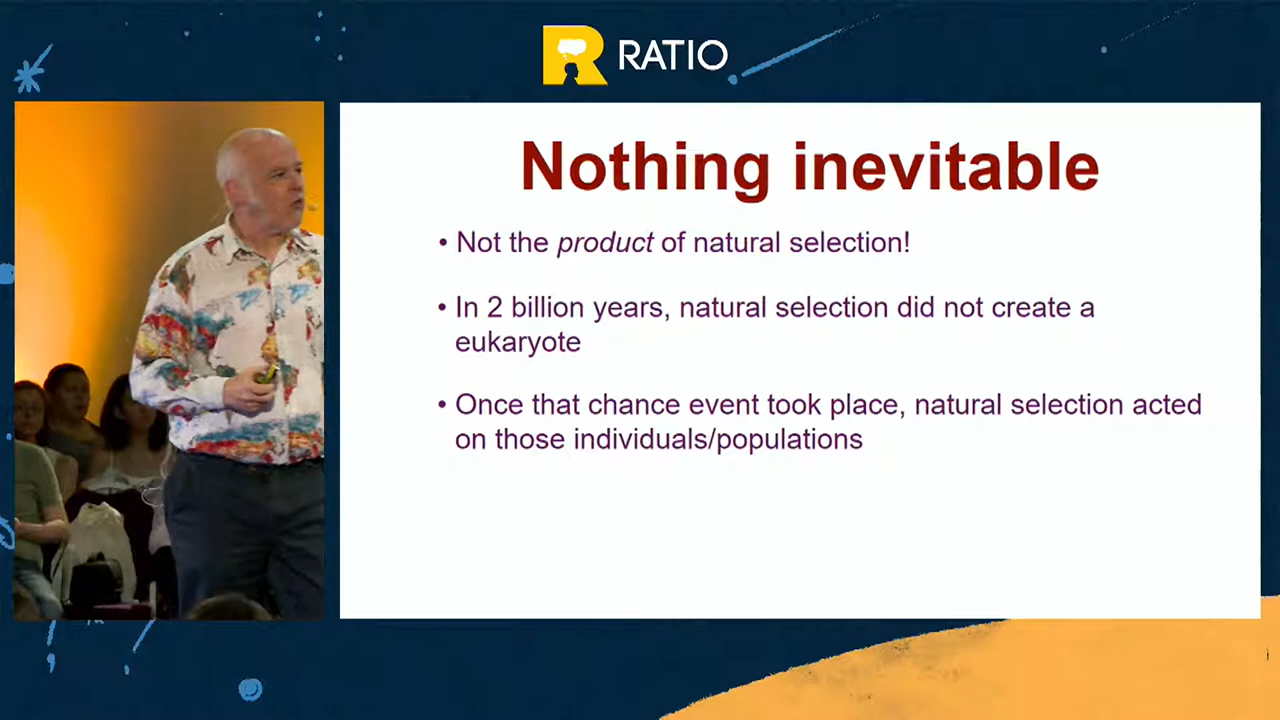 R RATIO
Nothing inevitable
• Not the product of natural selection!
• In 2 billion years, natural selection did not create a
eukaryote
• Once that chance event took place, natural selection acted
on those individuals/populations